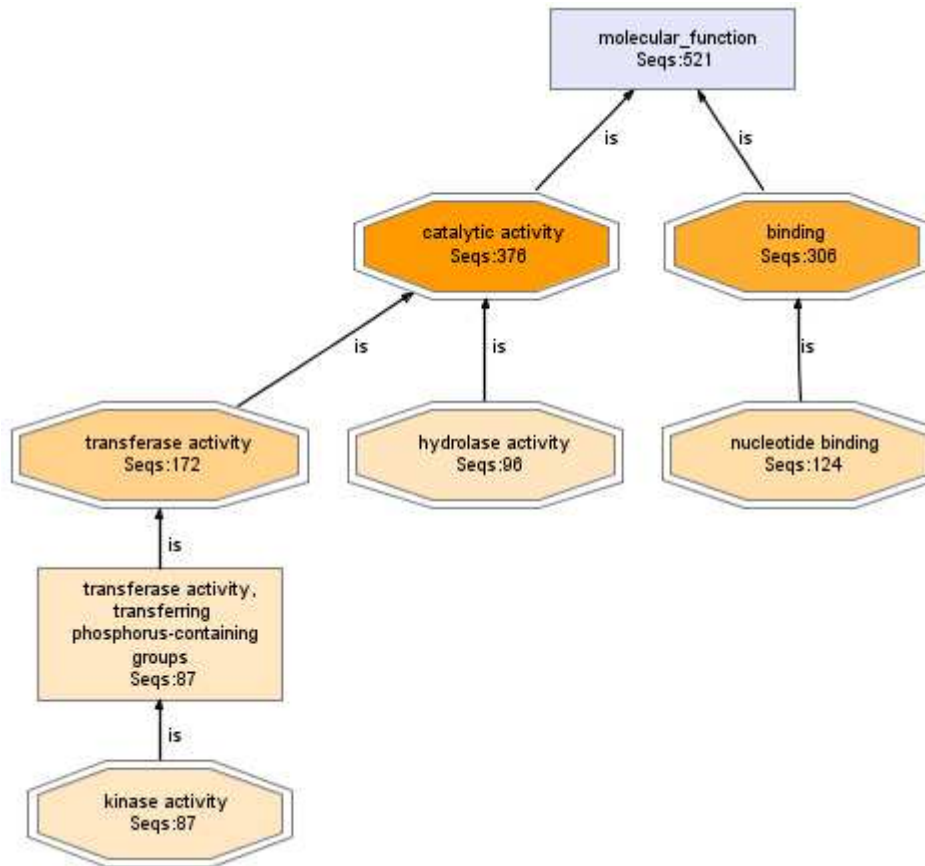 molecular_function
Seqs:521
is
is
catalytic activity
Seqs:376
binding
Seqs:306
is
is
is
transferase activity
Seqs:172
hydrolase activity
Seqs:96
nucleotide binding
Seqs:124
is
transferase activity,
transferring
phosphorus-containing
groups
Seqs:87
is
kinase activity
Seqs:87